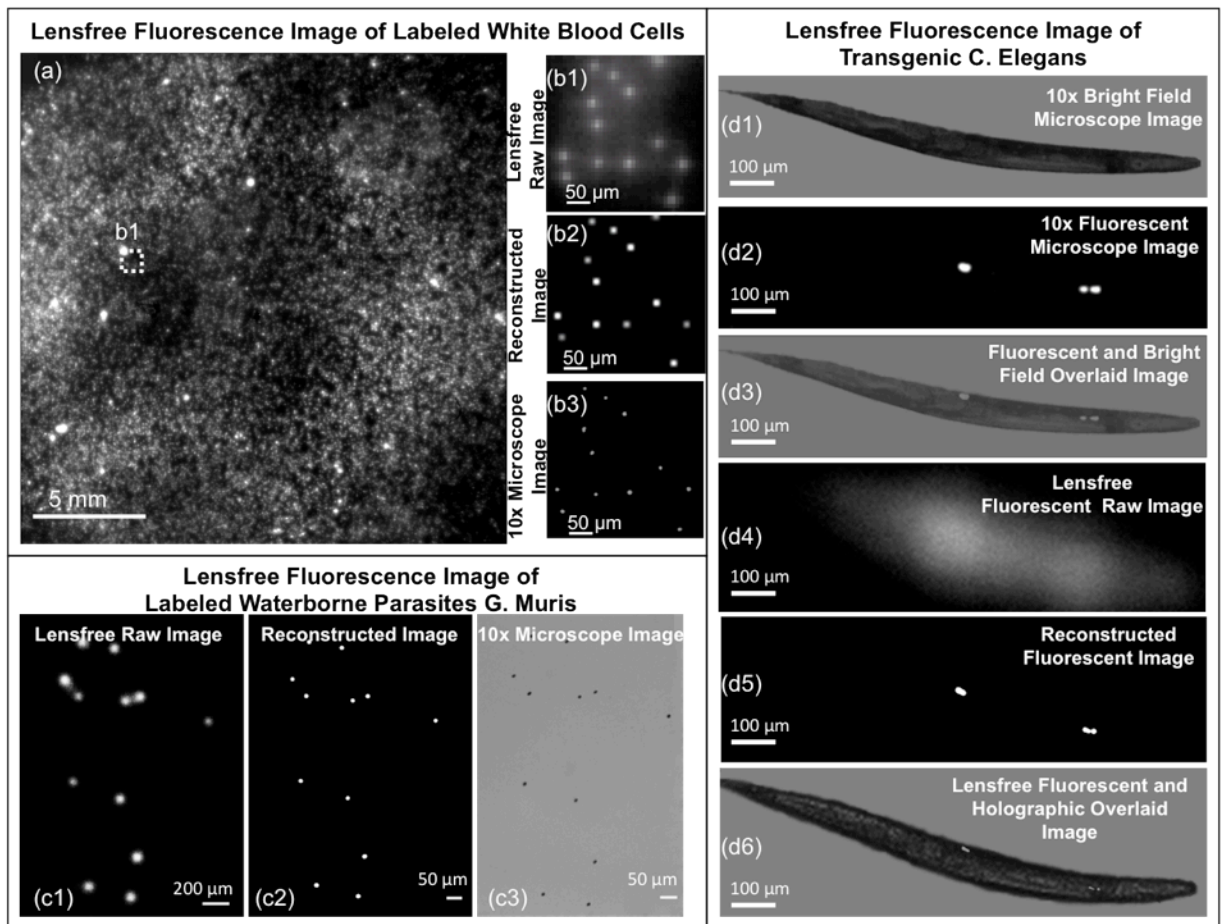 Lensfree Fluorescence Image of Labeled White Blood Cells
(a)
b1
5 mm
Lensfree
Raw Image
(b1)
50 µm
Reconstructed
Image
(b2)
50 µm
10x Microscope
Image
(b3)
50 µm
Lensfree Fluorescence Image of
Labeled Waterborne Parasites G. Muris
Lensfree Raw Image
(c1)
200 µm
Reconstructed Image
(c2)
50 µm
10x Microscope Image
(c3)
50 µm
Lensfree Fluorescence Image of
Transgenic C. Elegans
10x Bright Field
Microscope Image
(d1)
100 µm
10x Fluorescent
Microscope Image
(d2)
100 µm
Fluorescent and Bright
Field Overlaid Image
(d3)
100 µm
Lensfree
Fluorescent Raw Image
(d4)
100 µm
Reconstructed
Fluorescent Image
(d5)
100 µm
Lensfree Fluorescent and
Holographic Overlaid
Image
(d6)
100 µm